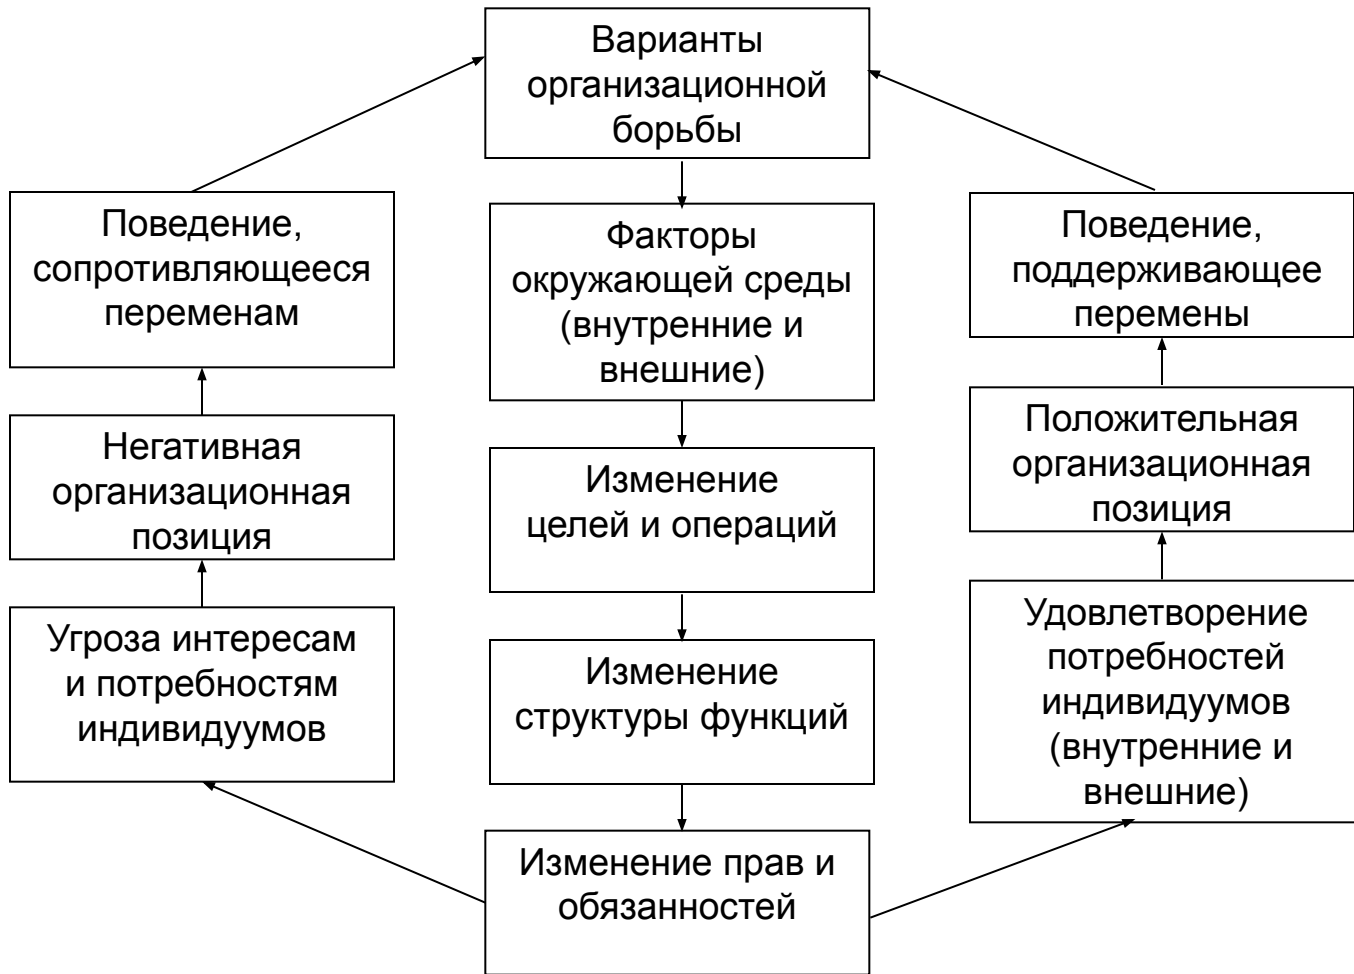 Варианты
организационной
борьбы
Поведение,
сопротивляющееся
переменам
Факторы
окружающей среды
(внутренние и
внешние)
Поведение,
поддерживающее
перемены
Негативная
организационная
позиция
Изменение
целей и операций
Положительная
организационная
позиция
Угроза интересам
и потребностям
индивидуумов
Изменение
структуры функций
Удовлетворение
потребностей
индивидуумов
(внутренние и
внешние)
Изменение прав и
обязанностей